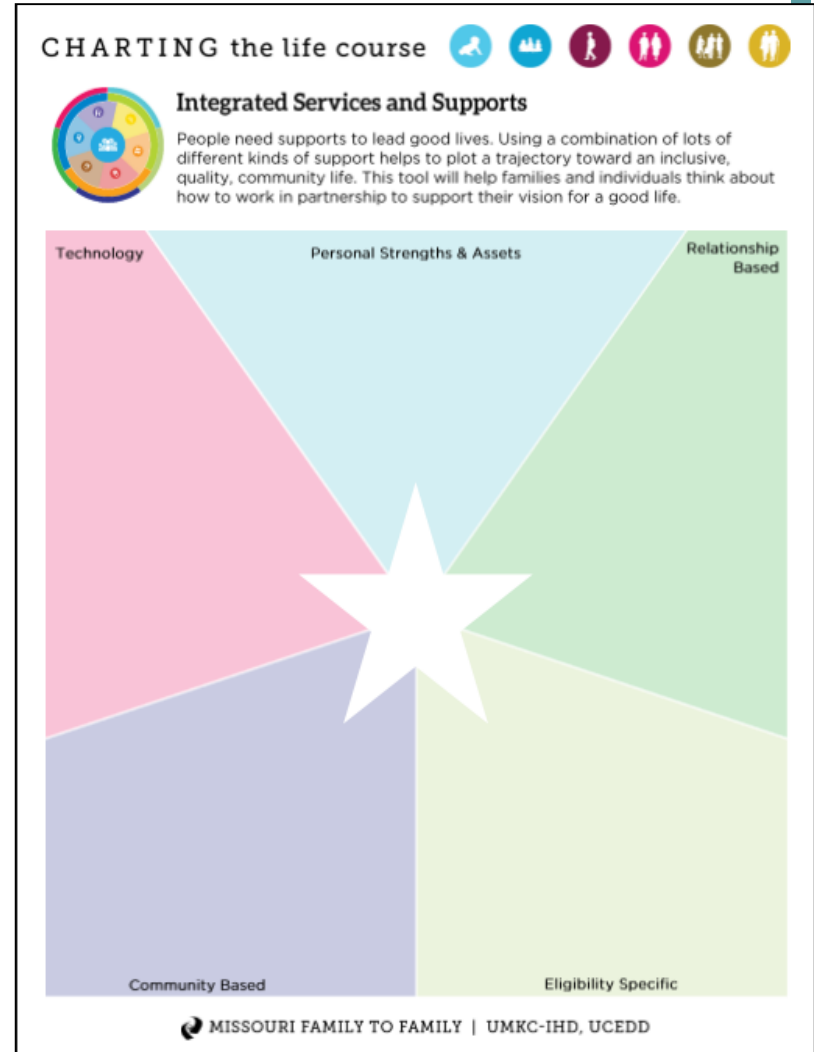 CHARTING the life course
Integrated Services and Supports
People need supports to lead good lives. Using a combination of lots of
different kinds of support helps to plot a trajectory toward an inclusive,
quality, community life. This tool will help families and individuals think about
how to work in partnership to support their vision for a good life.
Technology
Personal Strengths & Assets
Relationship
Based
Community Based
Eligibility Specific
MISSOURI FAMILY TO FAMILY | UMKC-IHD, UCEDD